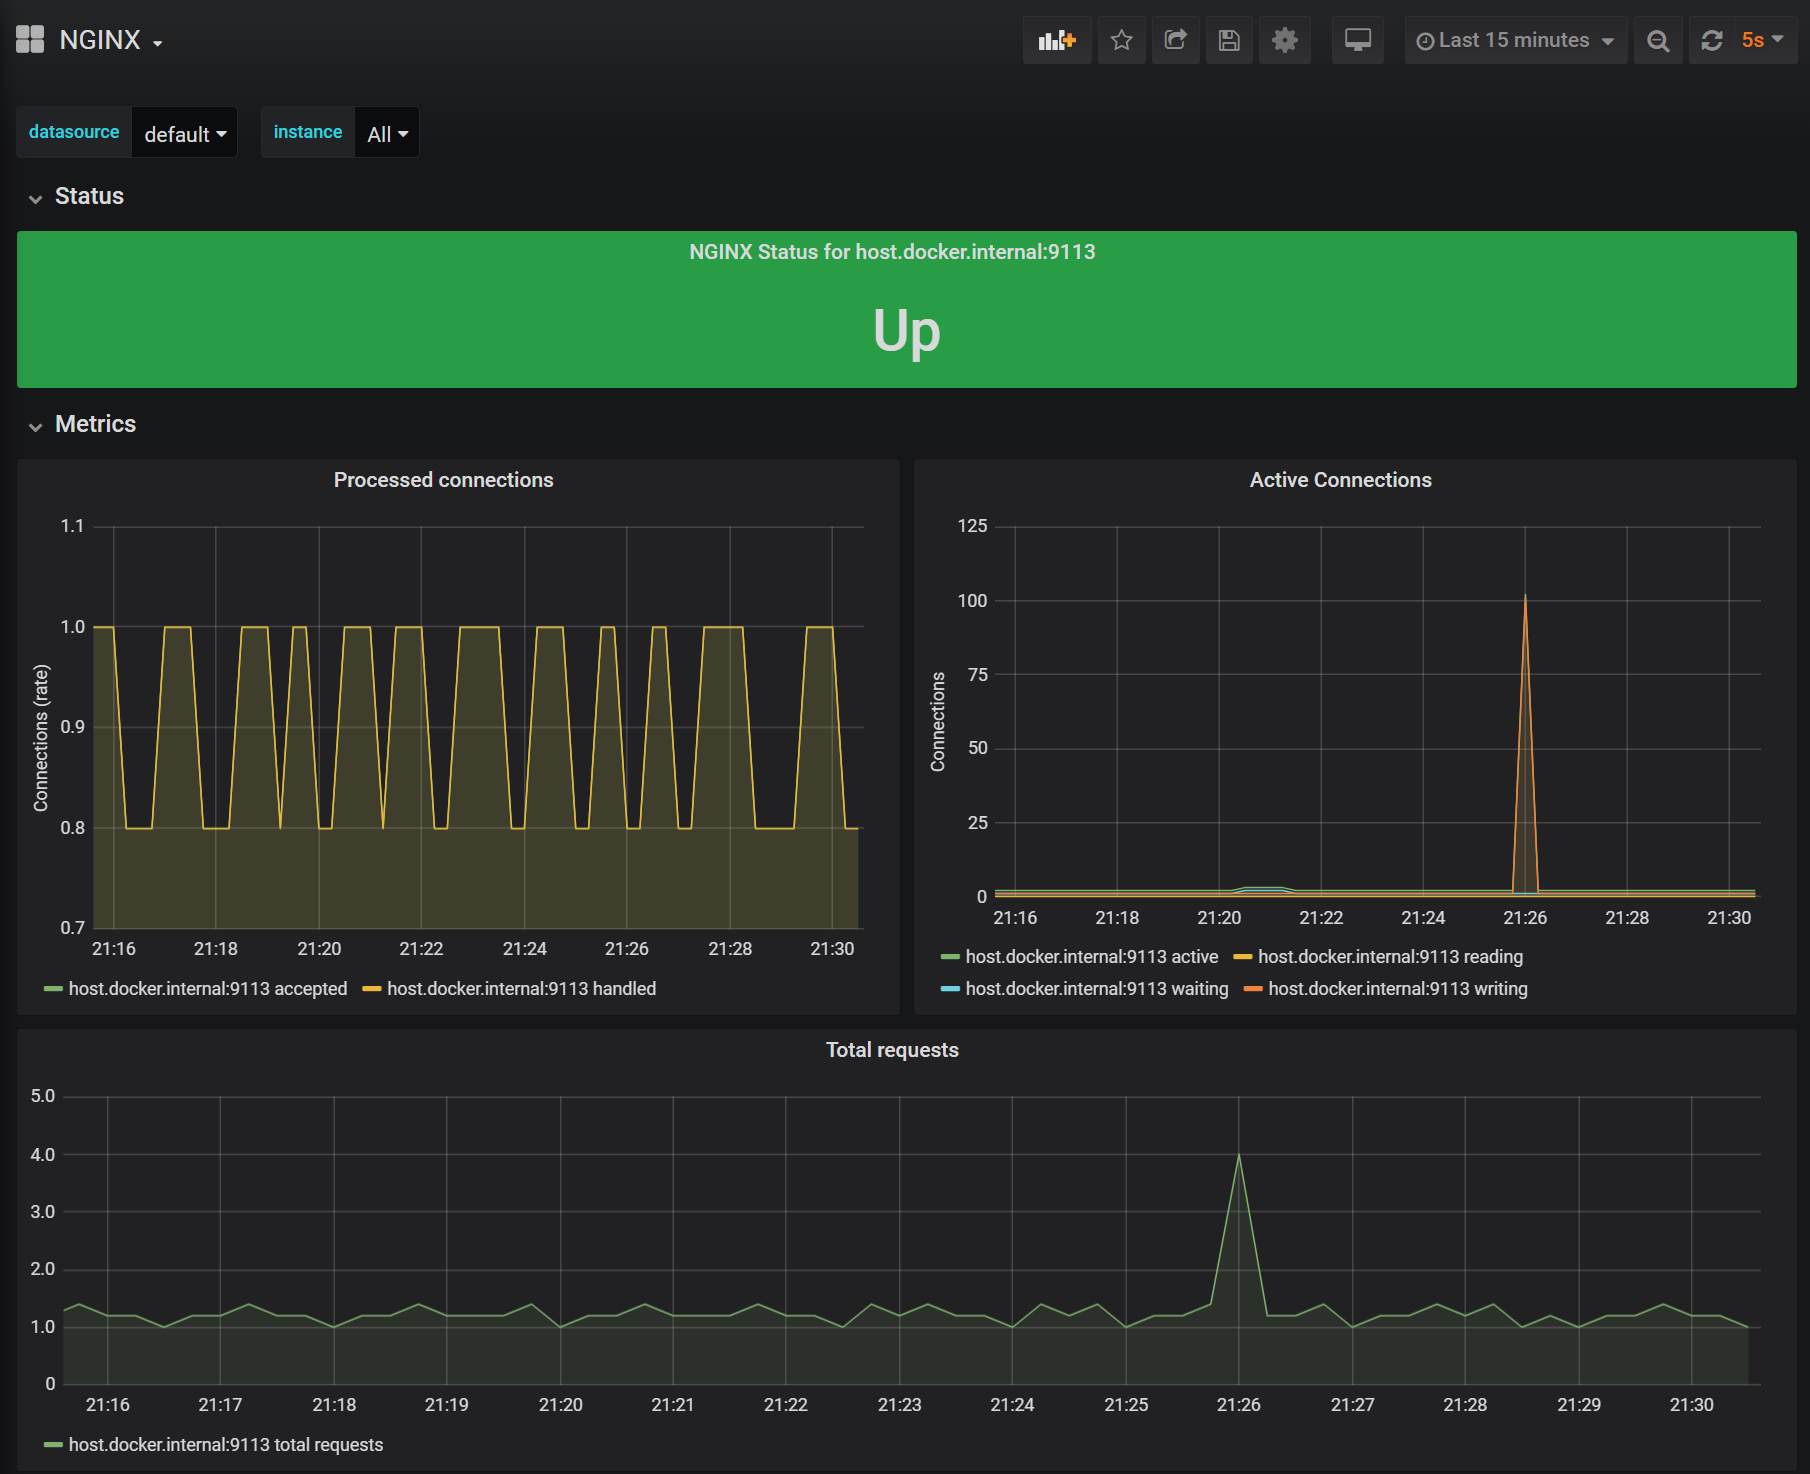 NGINX
Last 15 minutes
5s
datasource
default
instance
All
Status
NGINX Status for host.docker.internal:9113
Up
Metrics
Processed connections
1.1
1.0
0.9
0.8
0.7
Connections (rate)
21:16 21:18 21:20 21:22 21:24 21:26 21:28 21:30
host.docker.internal:9113 accepted
host.docker.internal:9113 handled
Active Connections
125
100
75
50
25
0
Connections
21:16 21:18 21:20 21:22 21:24 21:26 21:28 21:30
host.docker.internal:9113 active
host.docker.internal:9113 reading
host.docker.internal:9113 waiting
host.docker.internal:9113 writing
Total requests
5.0
4.0
3.0
2.0
1.0
0
21:16 21:17 21:18 21:19 21:20 21:21 21:22 21:23 21:24 21:25 21:26 21:27 21:28 21:29 21:30
host.docker.internal:9113 total requests